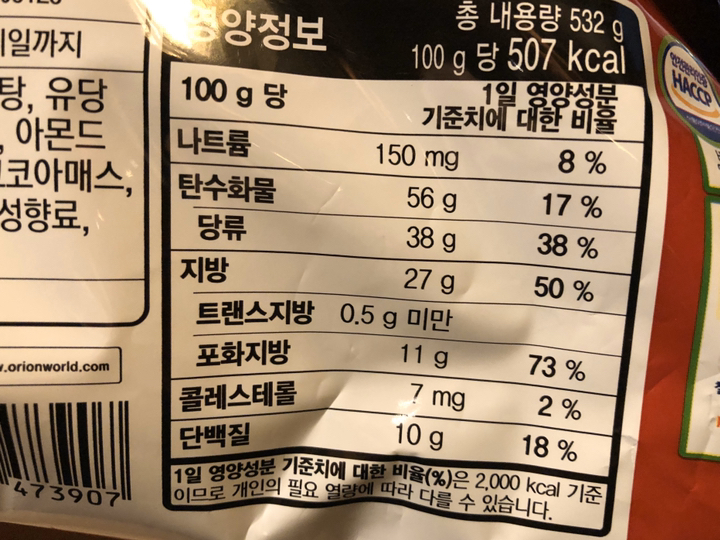 영양정보
총 내용량 532 g
100 g 당 507 kcal
100 g 당
1일 영양성분
기준치에 대한 비율
나트륨 150 mg 8 %
탄수화물 56 g 17 %
당류 38 g 38 %
지방 27 g 50 %
트랜스지방 0.5 g 미만
포화지방 11 g 73 %
콜레스테롤 7 mg 2 %
단백질 10 g 18 %
1일 영양성분 기준치에 대한 비율(%)은 2,000 kcal 기준
이므로 개인의 필요 열량에 따라 다를 수 있습니다.
일까지
탕, 유당
, 아몬드
코코아매스,
성향료,
.orionworld.com
473907
HACCP